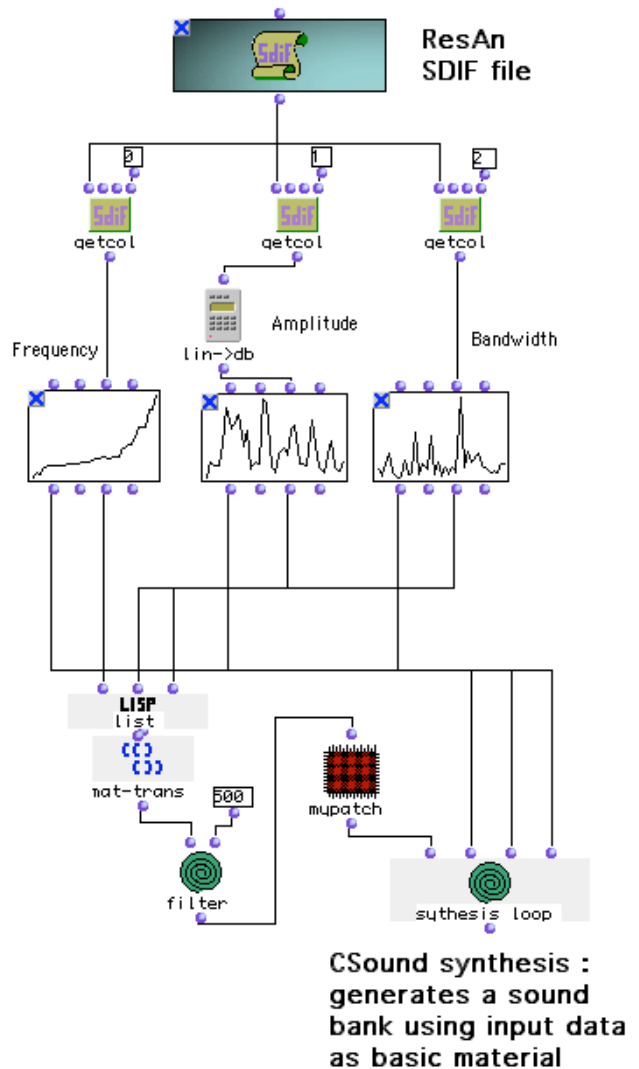 Sdif
ResAn
SDIF file
0
1
2
Sdif
Sdif
Sdif
getcol
getcol
getcol
Amplitude
Frequency
Bandwidth
lin->db
LISP
list
500
mat-trans
mypatch
filter
sythesis loop
CSound synthesis :
generates a sound
bank using input data
as basic material